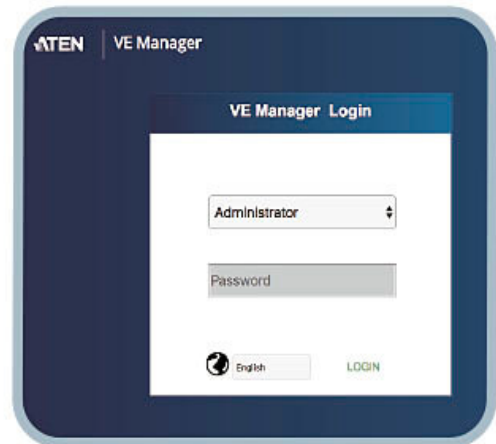 ATEN VE Manager
VE Manager Login
Administrator
Password
English LOGIN